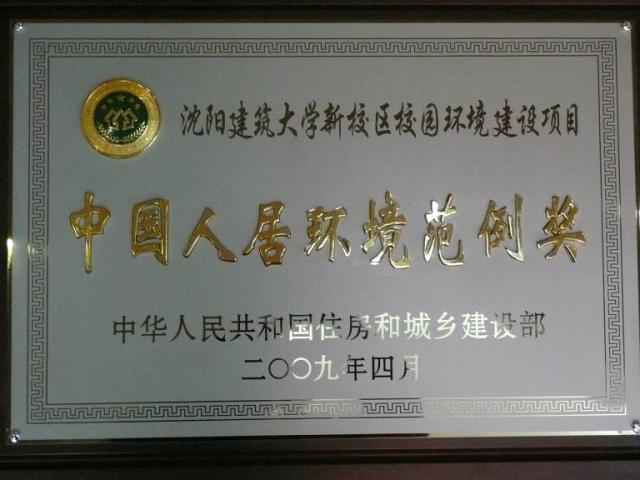 沈阳建筑大学新校区校园环境建设项目
中国人居环境范例奖
中华人民共和国住房和城乡建设部
二〇〇九年四月